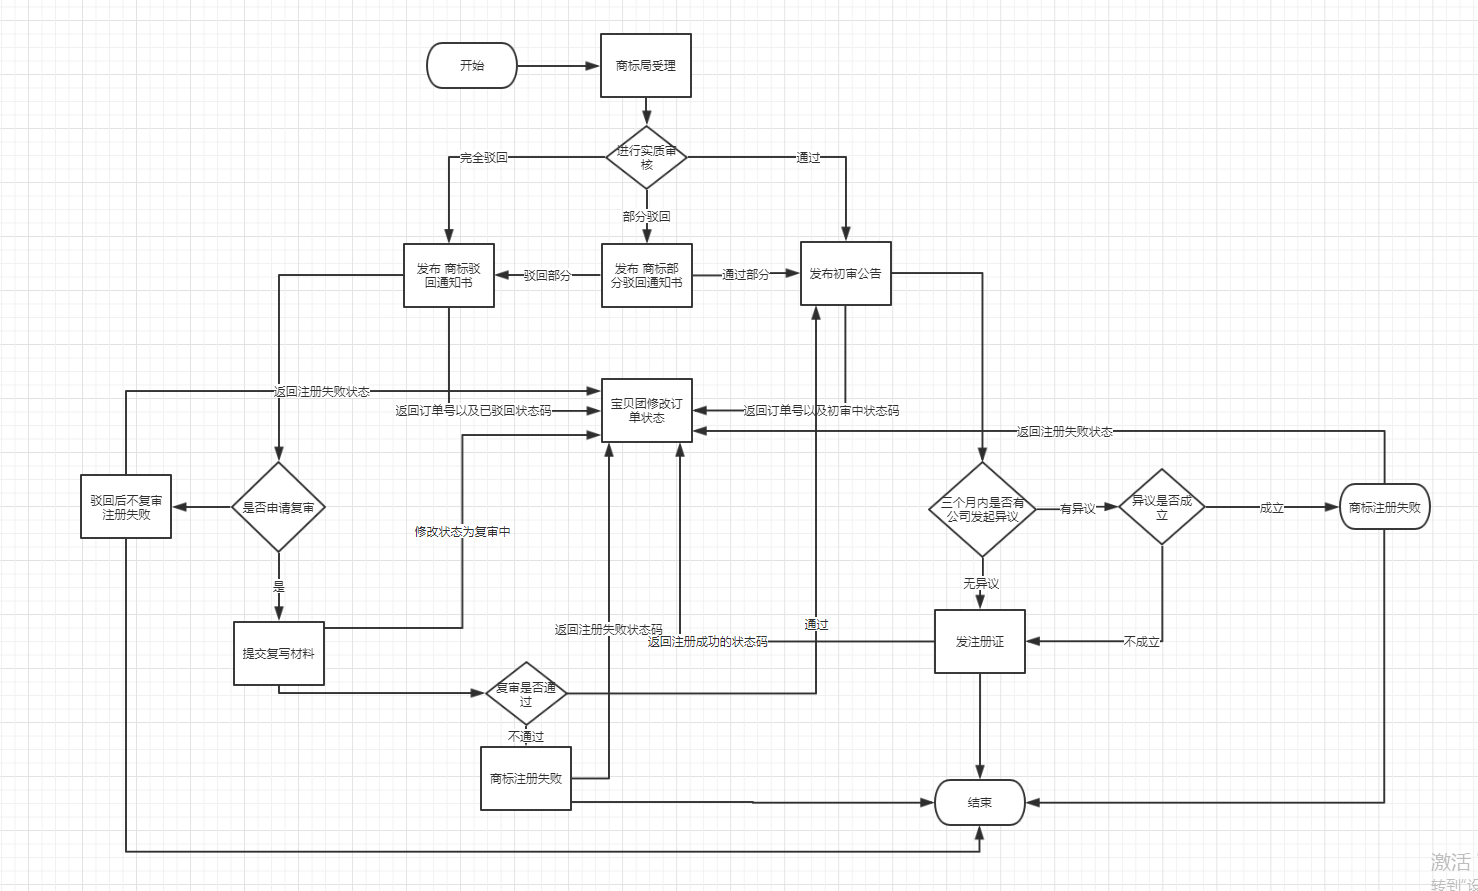 开始
商标局受理
进行实质审
核
完全驳回
通过
部分驳回
发布 商标驳
回通知书
驳回部分
发布 商标部
分驳回通知书
通过部分
发布初审公告
返回注册失败状态
返回订单号以及已驳回状态码
宝贝团修改订
单状态
返回订单号以及初审中状态码
返回注册失败状态
驳回后不复审
注册失败
是否申请复审
三个月内是否有
公司发起异议
有异议
异议是否成
立
成立
商标注册失败
修改状态为复审中
是
无异议
提交复写材料
返回注册失败状态码
返回注册成功的状态码
通过
发注册证
不成立
复审是否通
过
不通过
商标注册失败
结束
激活
转到"设